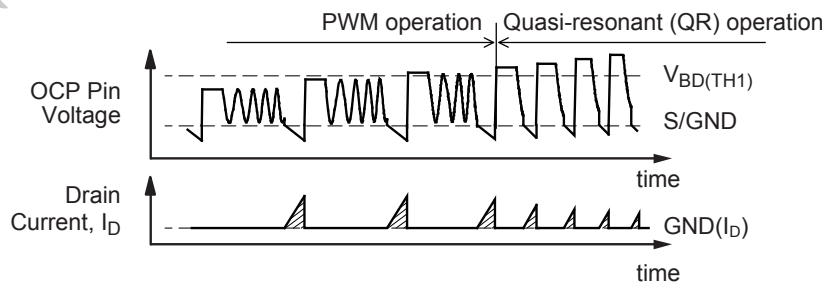 PWM operation Quasi-resonant (QR) operation
OCP Pin
Voltage
VBD(TH1)
S/GND
time
Drain
Current, ID
GND(ID)
time